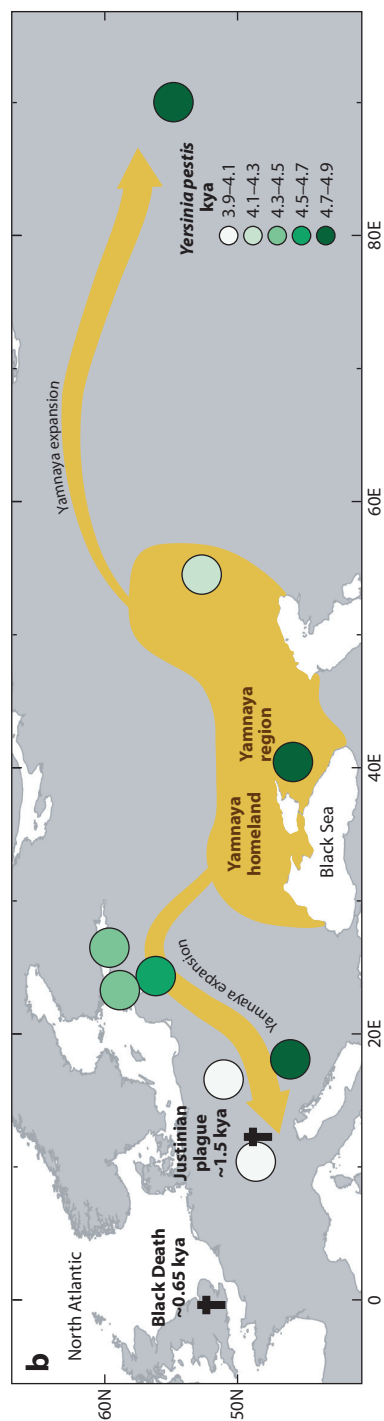 b
North Atlantic
Black Death
~0.65 kya
Justinian
plague
~1.5 kya
Yamnaya expansion
Yamnaya
homeland
Yamnaya
region
Black Sea
Yamnaya expansion
Yersinia pestis
kya
3.9–4.1
4.1–4.3
4.3–4.5
4.5–4.7
4.7–4.9
60N
50N
0
20E
40E
60E
80E